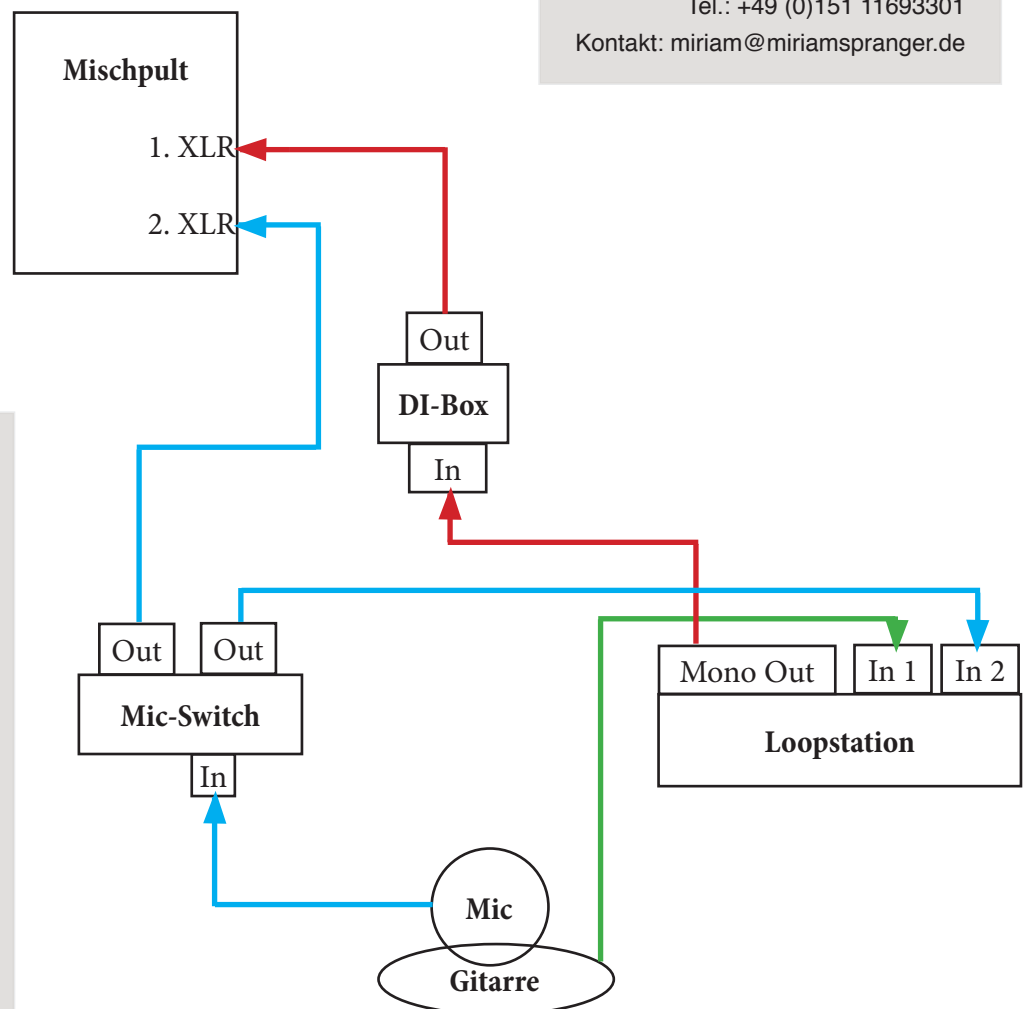 Tel.: +49 (0)151 11693301
Kontakt: miriam@miriamspranger.de
Mischpult
1. XLR
2. XLR
Out
DI-Box
In
Out
Out
Mic-Switch
In
Mono Out
In 1
In 2
Loopstation
Mic
Gitarre